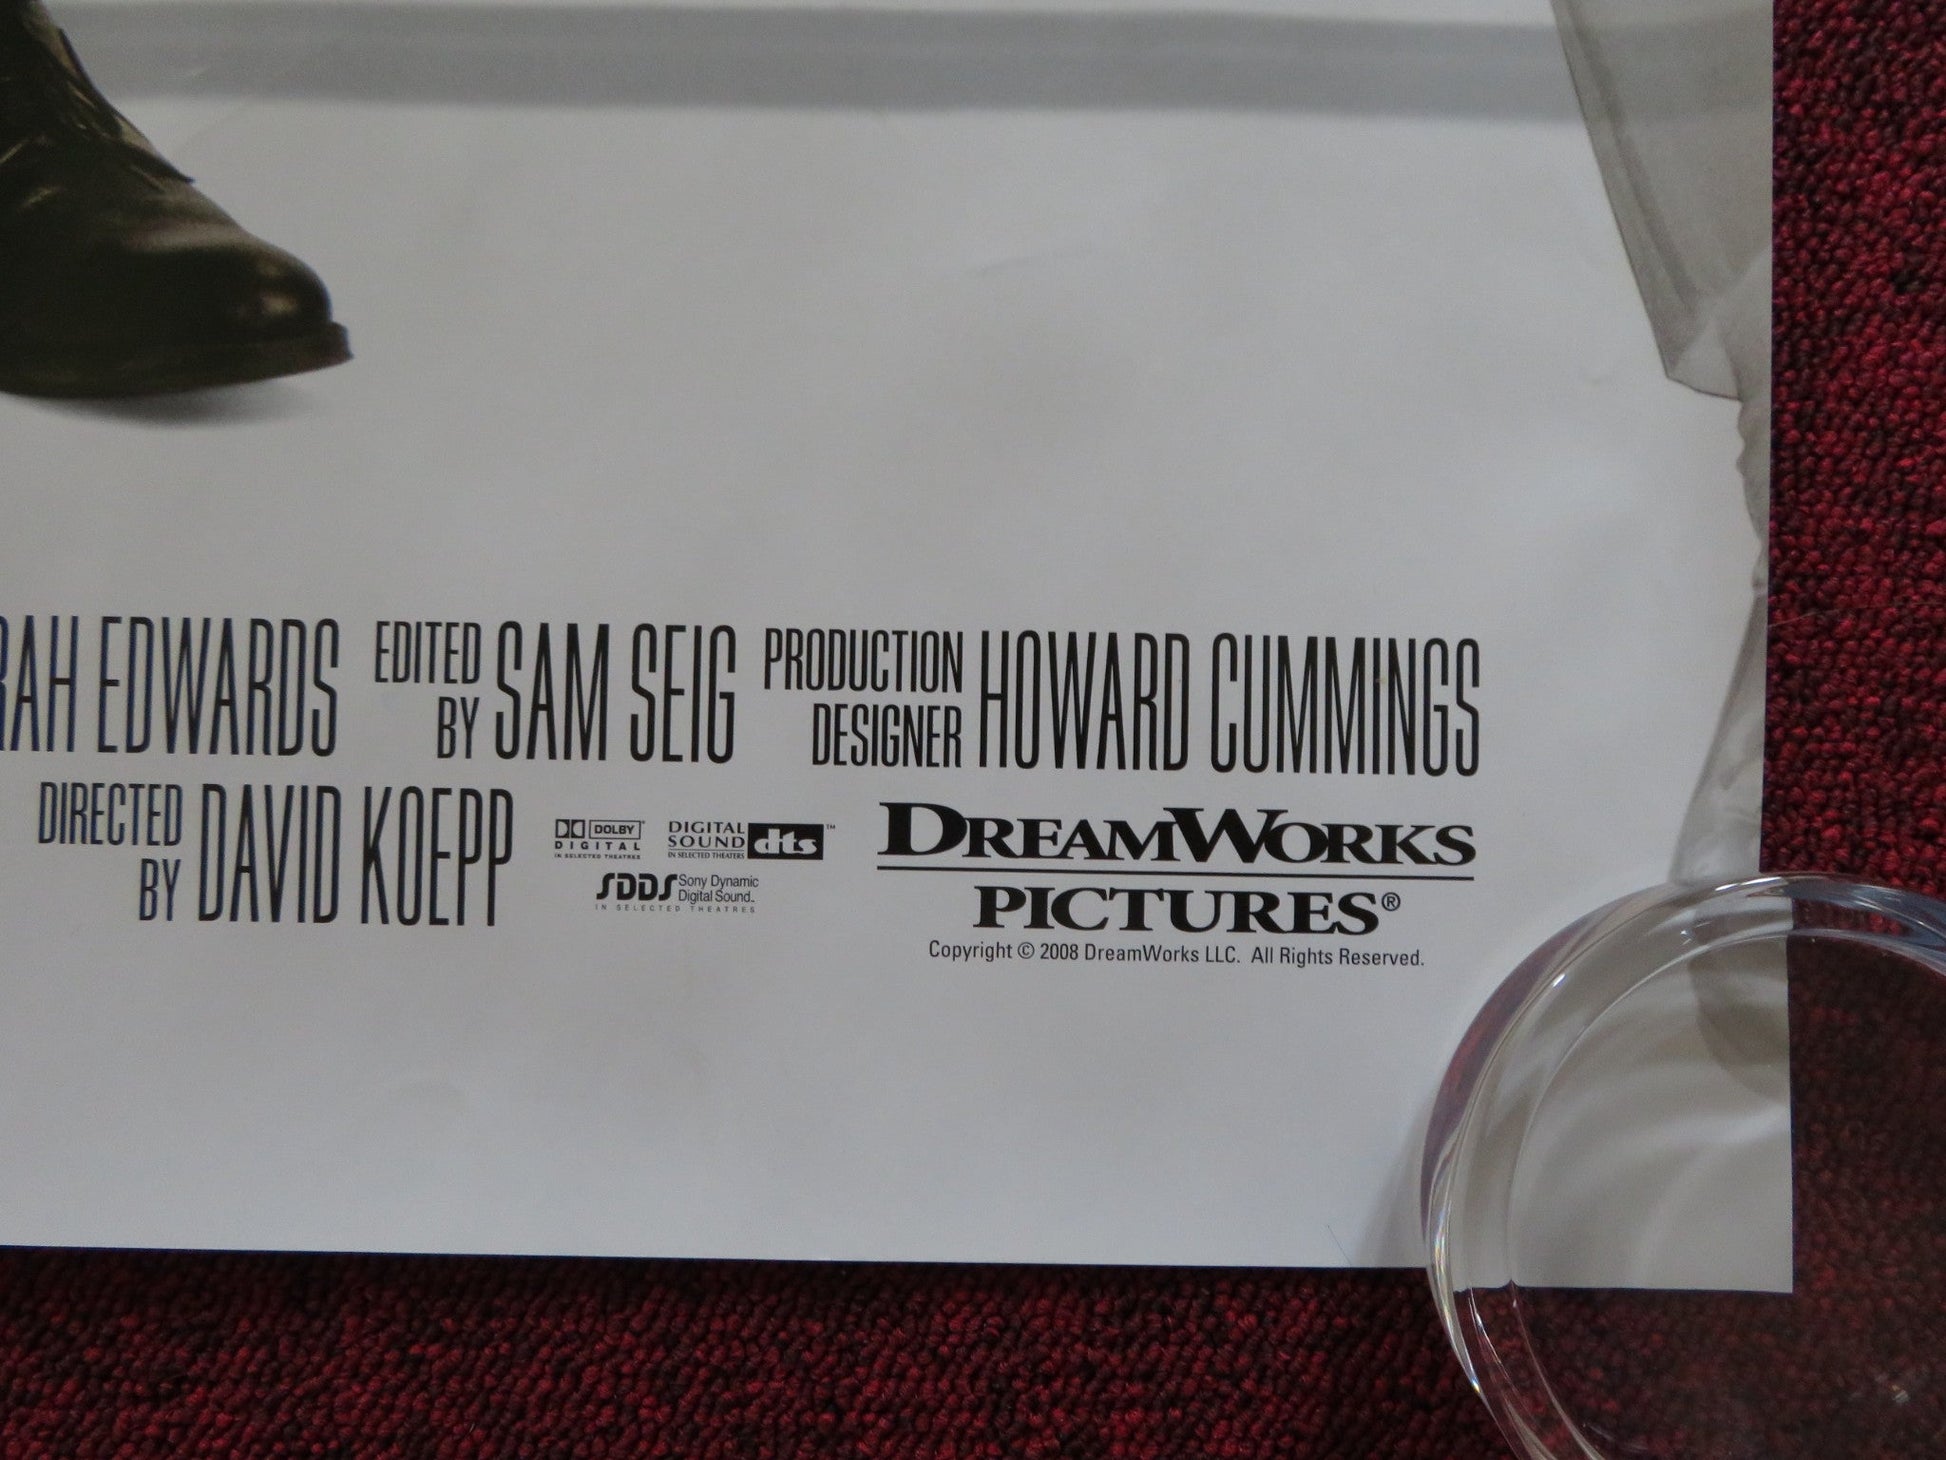 RAH EDWARDS EDITED BY SAM SEIG PRODUCTION DESIGNER HOWARD CUMMINGS
DIRECTED BY DAVID KOEPP
DOLBY DIGITAL
IN SELECTED THEATRES
DIGITAL SOUND dts™
IN SELECTED THEATERS
SDDS Sony Dynamic Digital Sound™
IN SELECTED THEATRES
DREAMWORKS
PICTURES®
Copyright © 2008 DreamWorks LLC. All Rights Reserved.